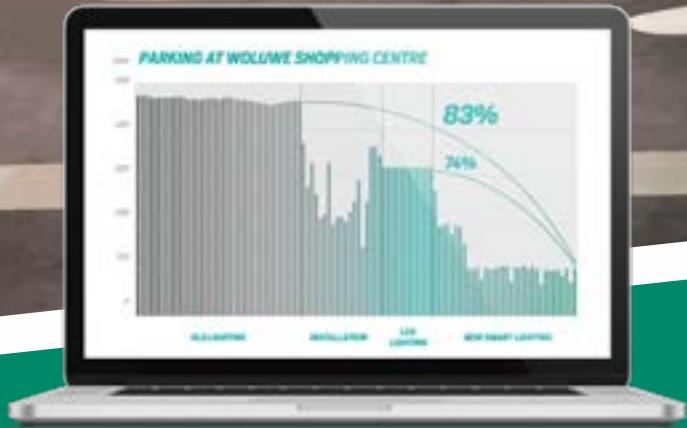 PARKING AT WOLUWE SHOPPING CENTRE
83%
74%
OLD LIGHTING
INSTALLATION
LED
LIGHTING
NEW SMART LIGHTING